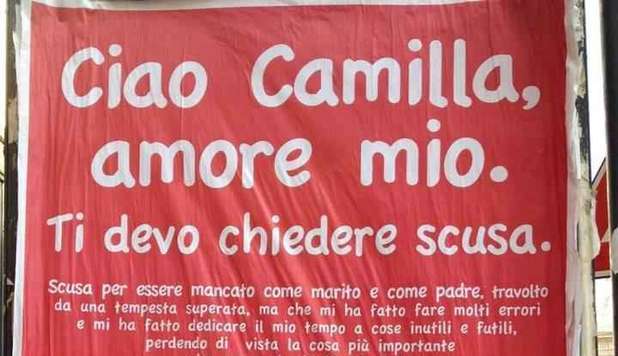 Ciao Camilla,
amore mio.
Ti devo chiedere scusa.
Scusa per essere mancato come marito e come padre, travolto
da una tempesta superata, ma che mi ha fatto fare molti errori
e mi ha fatto dedicare il mio tempo a cose inutili e futili,
perdendo di vista la cosa più importante